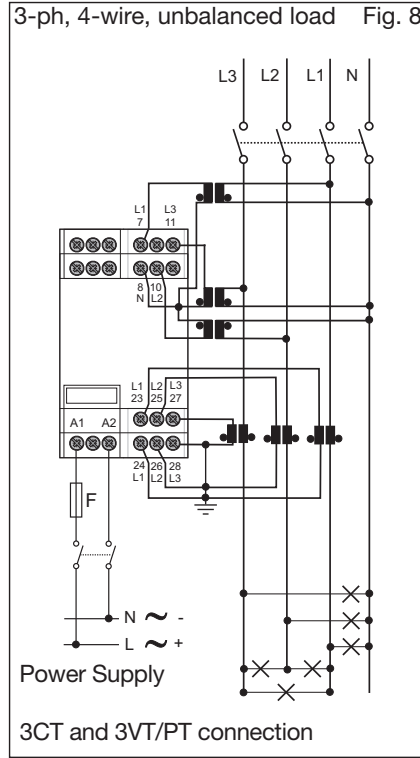 3-ph, 4-wire, unbalanced load Fig. 8
L3 L2 L1 N
L1 L3
7 11
8 10
N L2
L1 L2 L3
23 25 27
A1 A2
24 26 28
L1 L2 L3
F
N ~ -
L ~ +
Power Supply
3CT and 3VT/PT connection